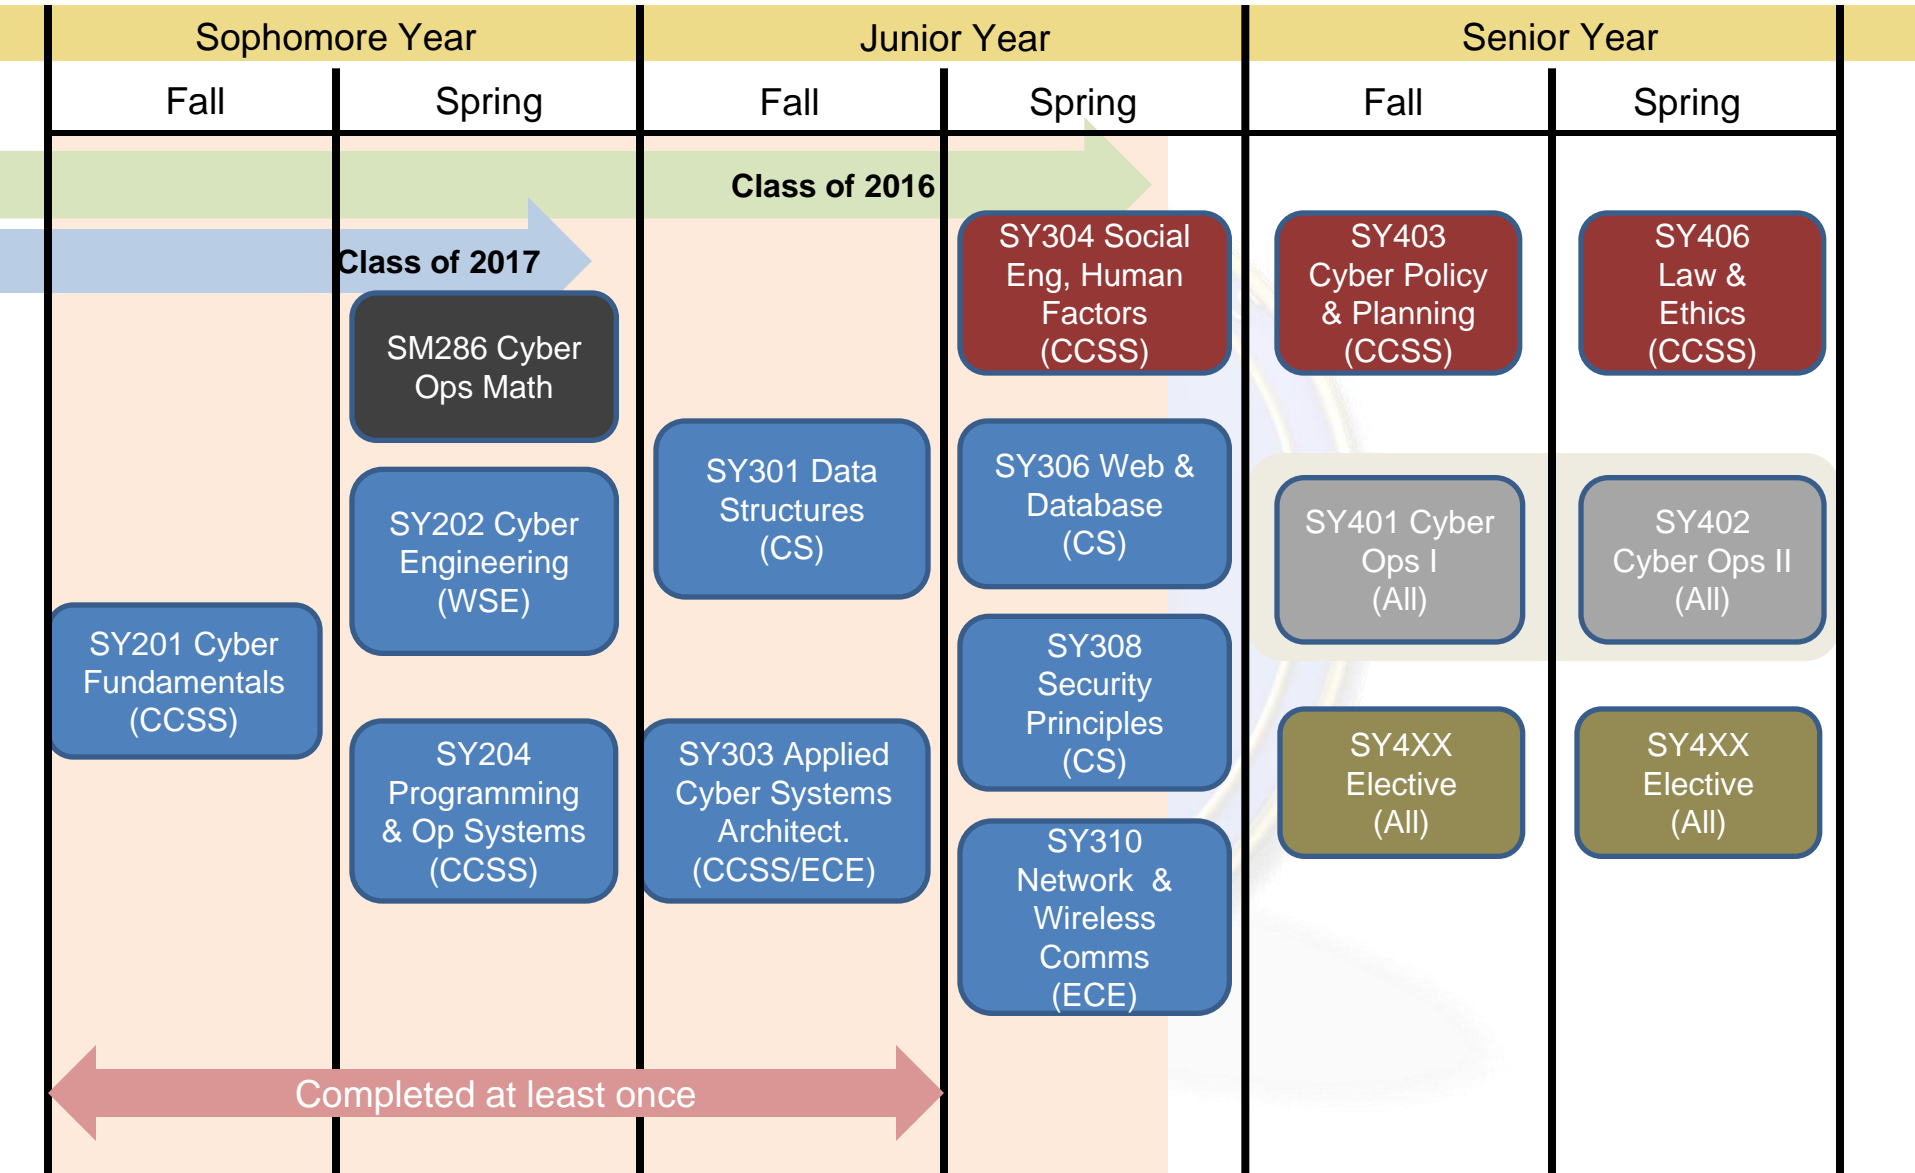 Sophomore Year
Junior Year
Senior Year
Fall
Spring
Fall
Spring
Fall
Spring
Class of 2016
Class of 2017
SY201 Cyber
Fundamentals
(CCSS)
SM286 Cyber
Ops Math
SY202 Cyber
Engineering
(WSE)
SY204
Programming
& Op Systems
(CCSS)
SY301 Data
Structures
(CS)
SY303 Applied
Cyber Systems
Architect.
(CCSS/ECE)
SY304 Social
Eng, Human
Factors
(CCSS)
SY306 Web &
Database
(CS)
SY308
Security
Principles
(CS)
SY310
Network  &
Wireless
Comms
(ECE)
SY403
Cyber Policy
& Planning
(CCSS)
SY401 Cyber
Ops I
(All)
SY4XX
Elective
(All)
SY406
Law &
Ethics
(CCSS)
SY402
Cyber Ops II
(All)
SY4XX
Elective
(All)
Completed at least once